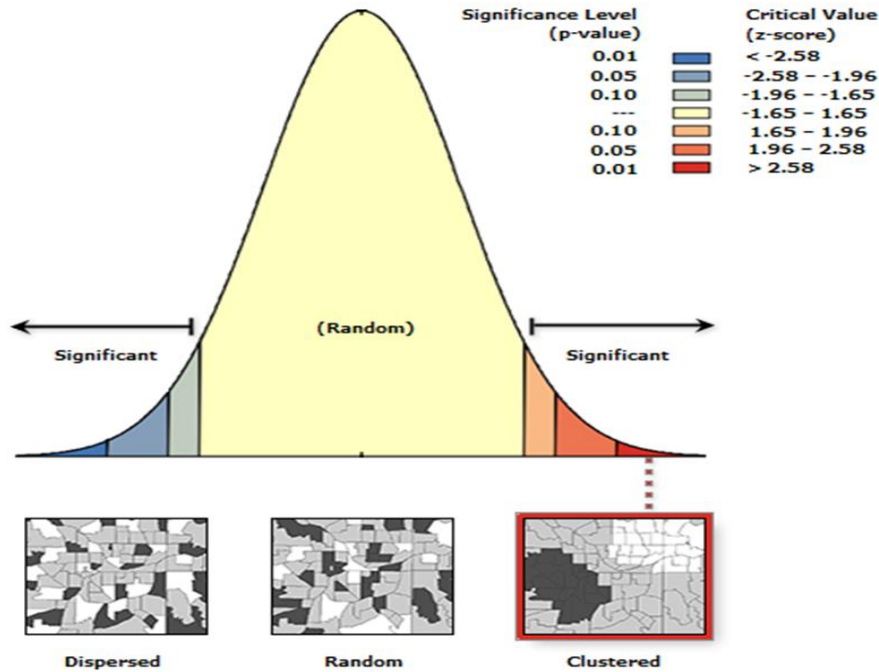 Significance Level Critical Value
(p-value) (z-score)
0.01 < -2.58
0.05 -2.58 – -1.96
0.10 -1.96 – -1.65
--- -1.65 – 1.65
0.10 1.65 – 1.96
0.05 1.96 – 2.58
0.01 > 2.58
(Random)
Significant Significant
Dispersed Random Clustered